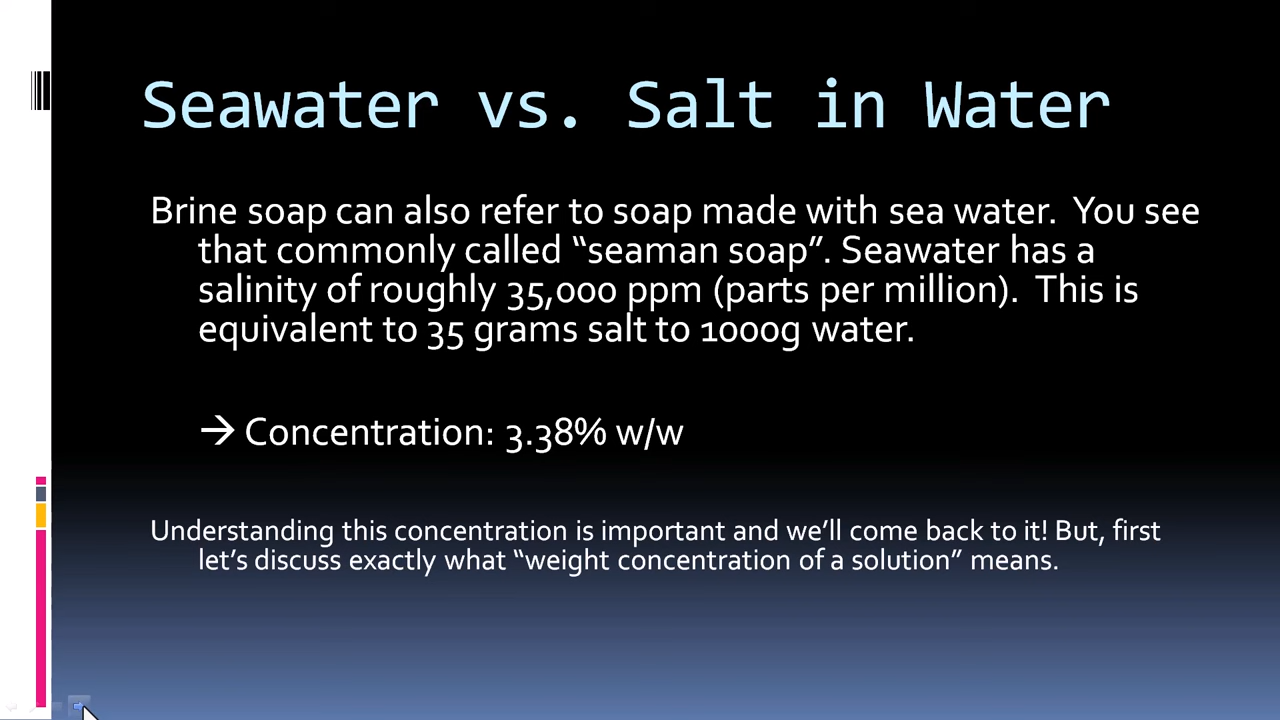 Seawater vs. Salt in Water
Brine soap can also refer to soap made with sea water.  You see
that commonly called “seaman soap”. Seawater has a
salinity of roughly 35,000 ppm (parts per million).  This is
equivalent to 35 grams salt to 1000g water.
→ Concentration: 3.38% w/w
Understanding this concentration is important and we’ll come back to it! But, first
let’s discuss exactly what “weight concentration of a solution” means.